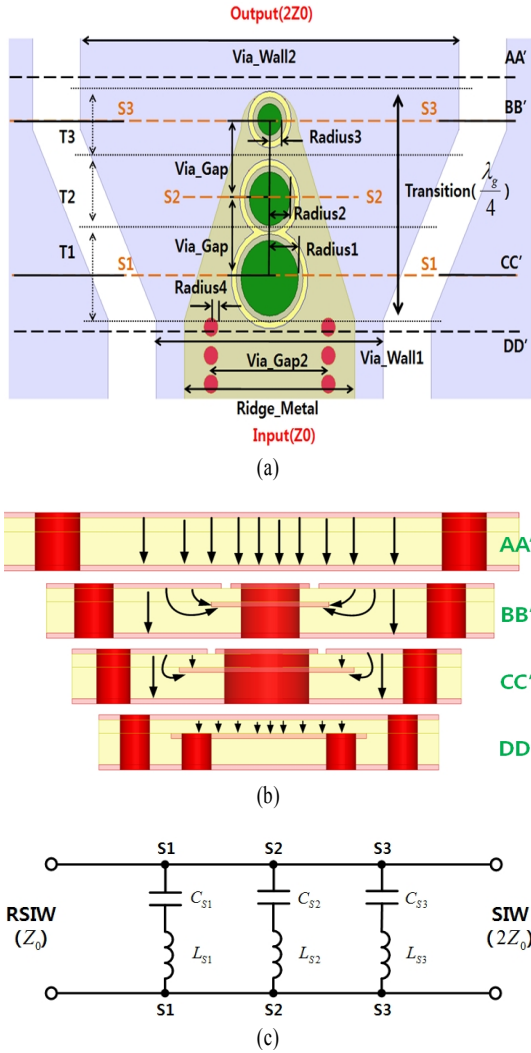 Output(2Z0)
Via_Wall2
AA'
S3 S3
BB'
T3
Radius3
Via_Gap
Transition(λg/4)
T2
S2 S2
Radius2
Via_Gap
Radius1
T1
S1 S1
CC'
Radius4
DD'
Via_Wall1
Via_Gap2
Ridge_Metal
Input(Z0)
(a)
AA'
BB'
CC'
DD
(b)
S1 S2 S3
CS1 CS2 CS3
RSIW SIW
(Z0) (2Z0)
LS1 LS2 LS3
S1 S2 S3
(c)